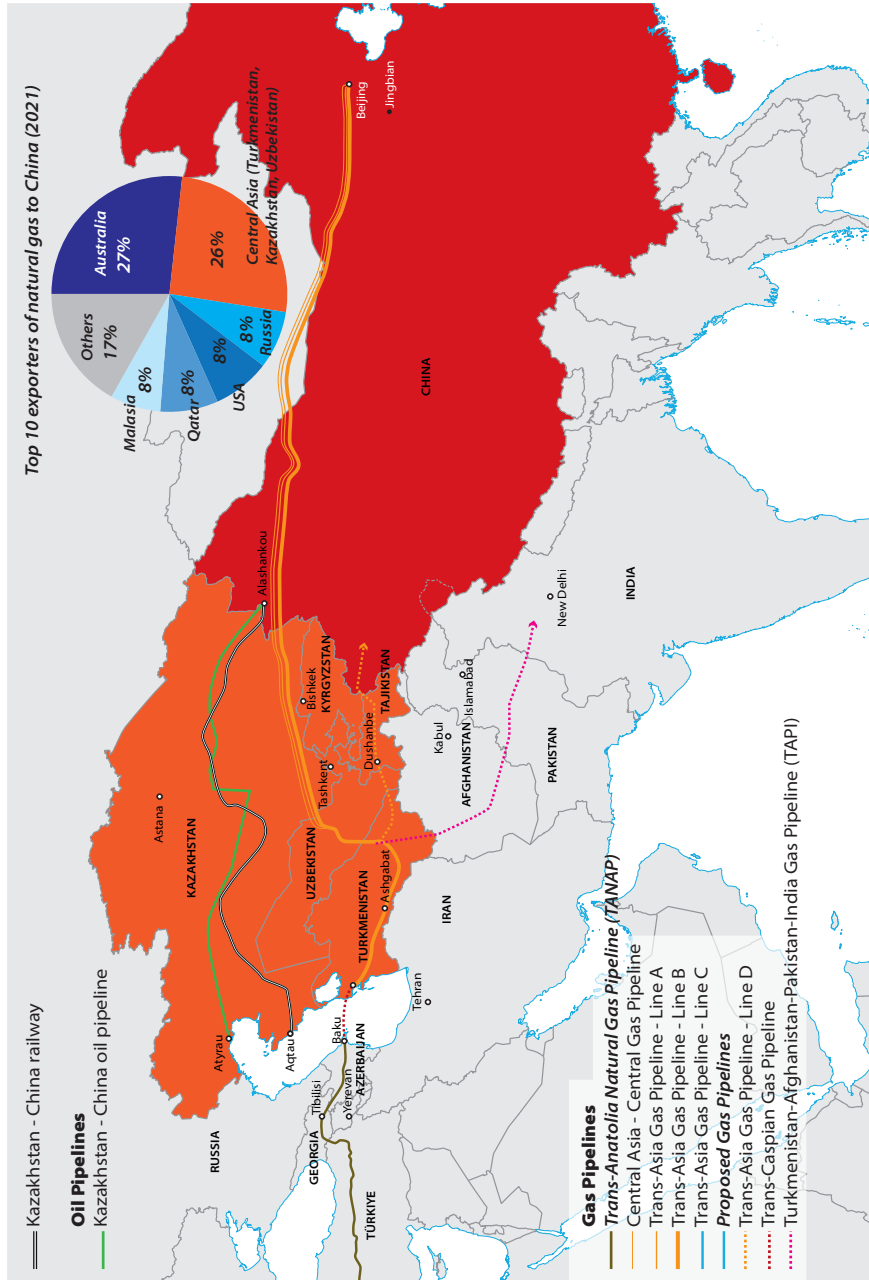 Top 10 exporters of natural gas to China (2021)
Australia
27%
Central Asia (Turkmenistan,
Kazakhstan, Uzbekistan)
26%
Russia
8%
USA
8%
Qatar
8%
Malasia
8%
Others
17%
Kazakhstan - China railway
Oil Pipelines
Kazakhstan - China oil pipeline
RUSSIA
GEORGIA
TÜRKIYE
Tibilisi
Yerevan
AZERBAIJAN
Baku
Atyrau
Aqtau
KAZAKHSTAN
Astana
UZBEKISTAN
TURKMENISTAN
Ashgabat
Tehran
IRAN
Tashkent
Dushanbe
Bishkek
KYRGYZSTAN
TAJIKISTAN
Alashankou
Kabul
AFGHANISTAN
Islamabad
PAKISTAN
New Delhi
INDIA
CHINA
Beijing
Jingbian
Gas Pipelines
Trans-Anatolia Natural Gas Pipeline (TANAP)
Central Asia - Central Gas Pipeline
Trans-Asia Gas Pipeline - Line A
Trans-Asia Gas Pipeline - Line B
Trans-Asia Gas Pipeline - Line C
Proposed Gas Pipelines
Trans-Asia Gas Pipeline - Line D
Trans-Caspian Gas Pipeline
Turkmenistan-Afghanistan-Pakistan-India Gas Pipeline (TAPI)